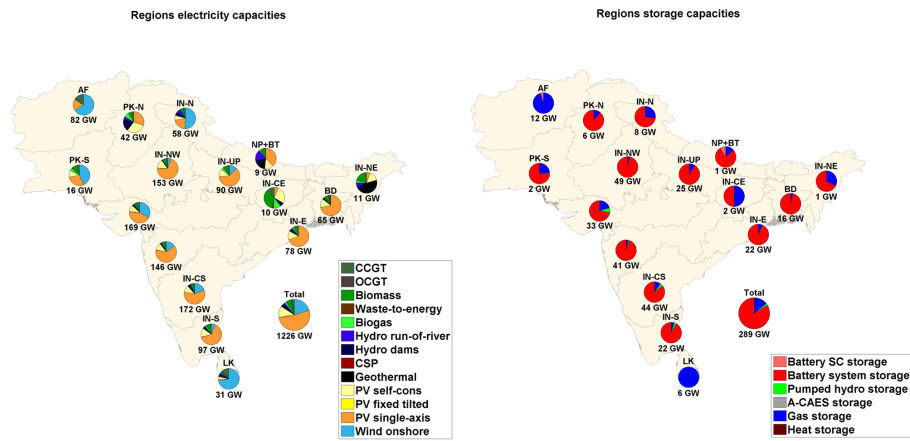 Regions electricity capacities
AF
82 GW
PK-N
42 GW
IN-N
58 GW
PK-S
16 GW
IN-NW
153 GW
IN-UP
90 GW
NP+BT
9 GW
IN-NE
11 GW
IN-CE
10 GW
BD
65 GW
169 GW
IN-E
78 GW
146 GW
IN-CS
172 GW
Total
1226 GW
IN-S
97 GW
LK
31 GW
CCGT
OCGT
Biomass
Waste-to-energy
Biogas
Hydro run-of-river
Hydro dams
CSP
Geothermal
PV self-cons
PV fixed tilted
PV single-axis
Wind onshore
Regions storage capacities
AF
12 GW
PK-N
6 GW
IN-N
8 GW
PK-S
2 GW
IN-NW
49 GW
IN-UP
25 GW
NP+BT
1 GW
IN-NE
1 GW
IN-CE
2 GW
BD
16 GW
33 GW
IN-E
22 GW
41 GW
IN-CS
44 GW
Total
289 GW
IN-S
22 GW
LK
6 GW
Battery SC storage
Battery system storage
Pumped hydro storage
A-CAES storage
Gas storage
Heat storage